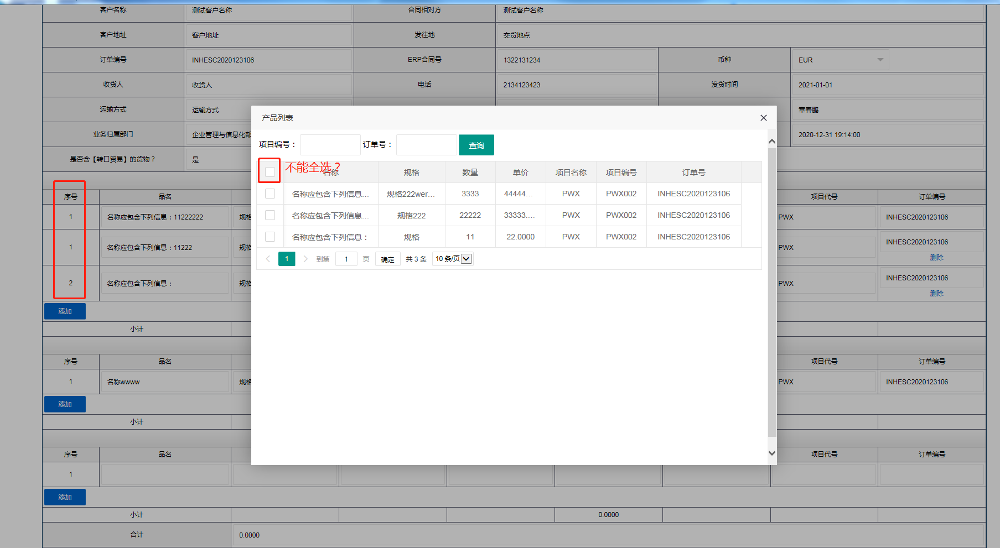 客户名称 测试客户名称 合同相对方 测试客户名称
客户地址 客户地址 发往地 交货地点
订单编号 INHESC2020123106 ERP合同号 1322131234 币种 EUR
收货人 收货人 电话 2134123423 发货时间 2021-01-01
运输方式 运输方式 章春鹏
业务归属部门 企业管理与信息化部 2020-12-31 19:14:00
是否含【转口贸易】的货物？ 是
产品列表
项目编号： 订单号： 查询
不能全选？
名称 规格 数量 单价 项目名称 项目编号 订单号
名称应包含下列信息... 规格222wer... 3333 44444... PWX PWX002 INHESC2020123106
名称应包含下列信息... 规格222 22222 33333.... PWX PWX002 INHESC2020123106
名称应包含下列信息： 规格 11 22.0000 PWX PWX002 INHESC2020123106
1 到第 1 页 确定 共 3 条 10 条/页
序号 品名 项目代号 订单编号
1 名称应包含下列信息：11222222 规格 PWX INHESC2020123106
1 名称应包含下列信息：11222 规格 PWX INHESC2020123106
删除
2 名称应包含下列信息： 规格 PWX INHESC2020123106
删除
添加
小计
序号 品名 项目代号 订单编号
1 名称wwww 规格 PWX INHESC2020123106
添加
小计
序号 品名 项目代号 订单编号
1
添加
小计 0.0000
合计 0.0000